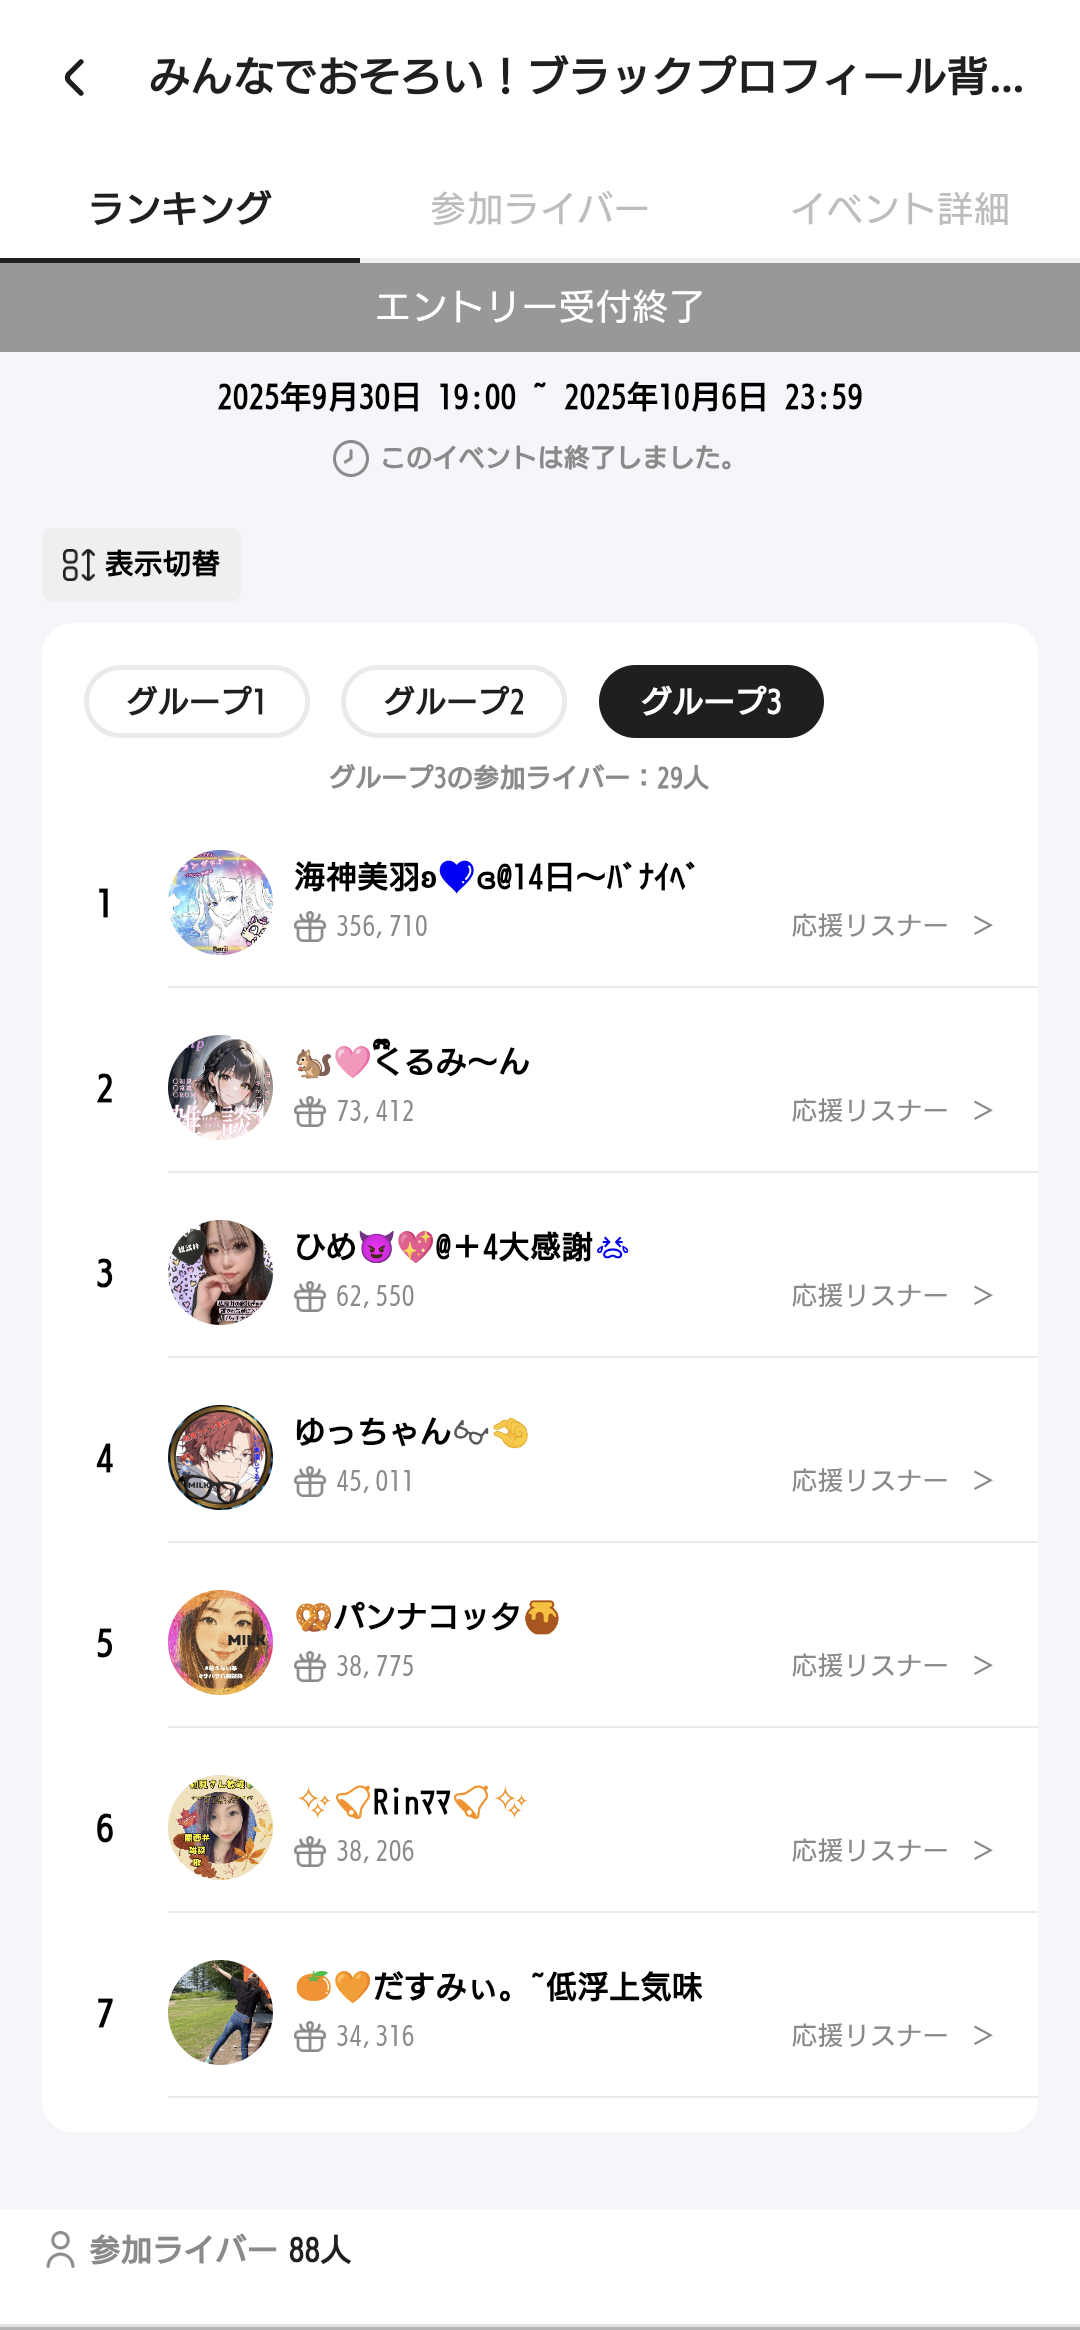 みんなでおそろい！ブラックプロフィール背...
ランキング 参加ライバー イベント詳細
エントリー受付終了
2025年9月30日 19:00 ~ 2025年10月6日 23:59
このイベントは終了しました。
表示切替
グループ1 グループ2 グループ3
グループ3の参加ライバー：29人
1 海神美羽ʚ💙ɞ@14日〜ﾊﾞﾅｲﾍﾞ
356,710 応援リスナー >
2 🐿️🩷くるみ〜ん
73,412 応援リスナー >
3 ひめ😈💖@＋4大感謝
62,550 応援リスナー >
4 ゆっちゃん👓🤏
45,011 応援リスナー >
5 🥨パンナコッタ🍯
38,775 応援リスナー >
6 ✨Rinﾏﾏ✨
38,206 応援リスナー >
7 🍊🧡だすみぃ。~低浮上気味
34,316 応援リスナー >
参加ライバー 88人